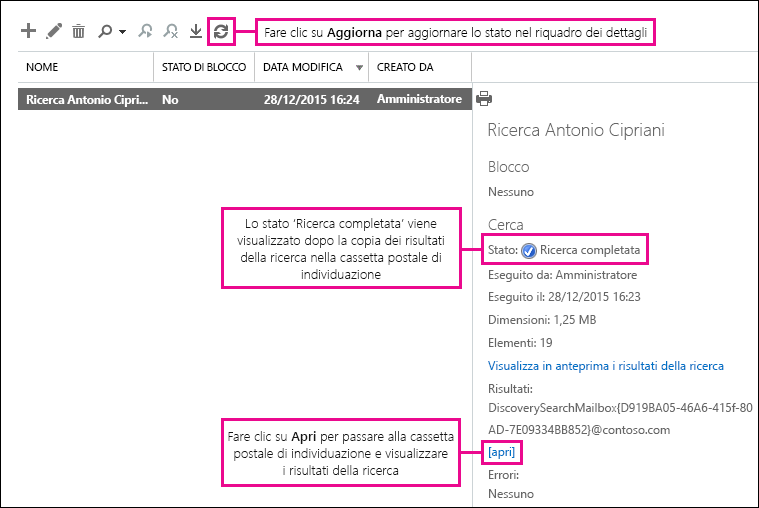 Fare clic su Aggiorna per aggiornare lo stato nel riquadro dei dettagli
NOME STATO DI BLOCCO DATA MODIFICA CREATO DA
Ricerca Antonio Cipri... No 28/12/2015 16:24 Amministratore
Ricerca Antonio Cipriani
Blocco
Nessuno
Lo stato 'Ricerca completata' viene
visualizzato dopo la copia dei risultati
della ricerca nella cassetta postale di
individuazione
Cerca
Stato: Ricerca completata
Eseguito da: Amministratore
Eseguito il: 28/12/2015 16:23
Dimensioni: 1,25 MB
Elementi: 19
Visualizza in anteprima i risultati della ricerca
Risultati:
DiscoverySearchMailbox{D919BA05-46A6-415f-80
AD-7E09334BB852}@contoso.com
Fare clic su Apri per passare alla cassetta
postale di individuazione e visualizzare
i risultati della ricerca
[apri]
Errori:
Nessuno